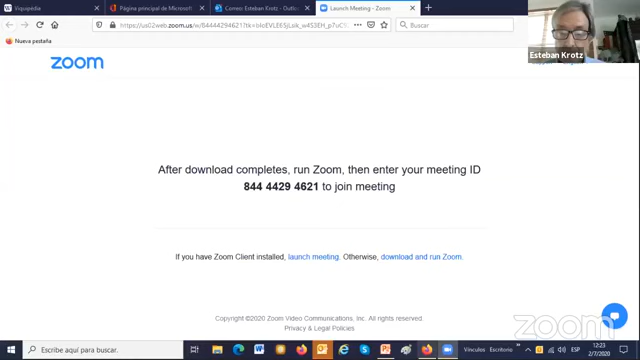 Viquipèdia
Página principal de Microsoft
Correo: Esteban Krotz - Outlo
Launch Meeting - Zoom
Buscar
Nueva pestaña
Esteban Krotz
zoom
After download completes, run Zoom, then enter your meeting ID
844 4429 4621 to join meeting
If you have Zoom Client installed, launch meeting. Otherwise, download and run Zoom.
Copyright ©2020 Zoom Video Communications, Inc. All rights reserved.
Privacy & Legal Policies
zoom
Escribe aquí para buscar.
Vínculos
Escritorio
ESP
12:23
2/7/2020